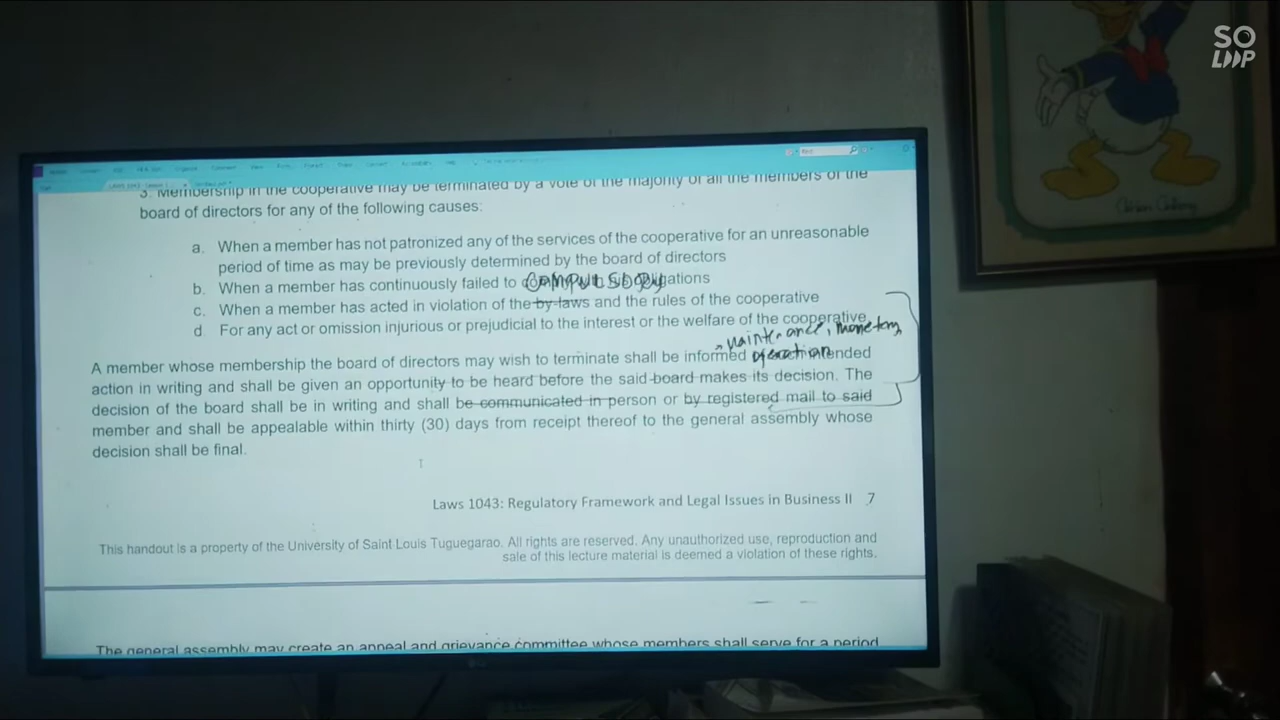 SO
LOOP
3. Membership in the cooperative may be terminated by a vote of the majority of all the members of the
board of directors for any of the following causes:
a. When a member has not patronized any of the services of the cooperative for an unreasonable
period of time as may be previously determined by the board of directors
b. When a member has continuously failed to compulsory obligations
c. When a member has acted in violation of the by-laws and the rules of the cooperative
d. For any act or omission injurious or prejudicial to the interest or the welfare of the cooperative
maintenance, monetary
operation
A member whose membership the board of directors may wish to terminate shall be informed intended
action in writing and shall be given an opportunity to be heard before the said board makes its decision. The
decision of the board shall be in writing and shall be communicated in person or by registered mail to said
member and shall be appealable within thirty (30) days from receipt thereof to the general assembly whose
decision shall be final.
Laws 1043: Regulatory Framework and Legal Issues in Business II 7
This handout is a property of the University of Saint Louis Tuguegarao. All rights are reserved. Any unauthorized use, reproduction and
sale of this lecture material is deemed a violation of these rights.
The general assembly may create an appeal and grievance committee whose members shall serve for a period
LG